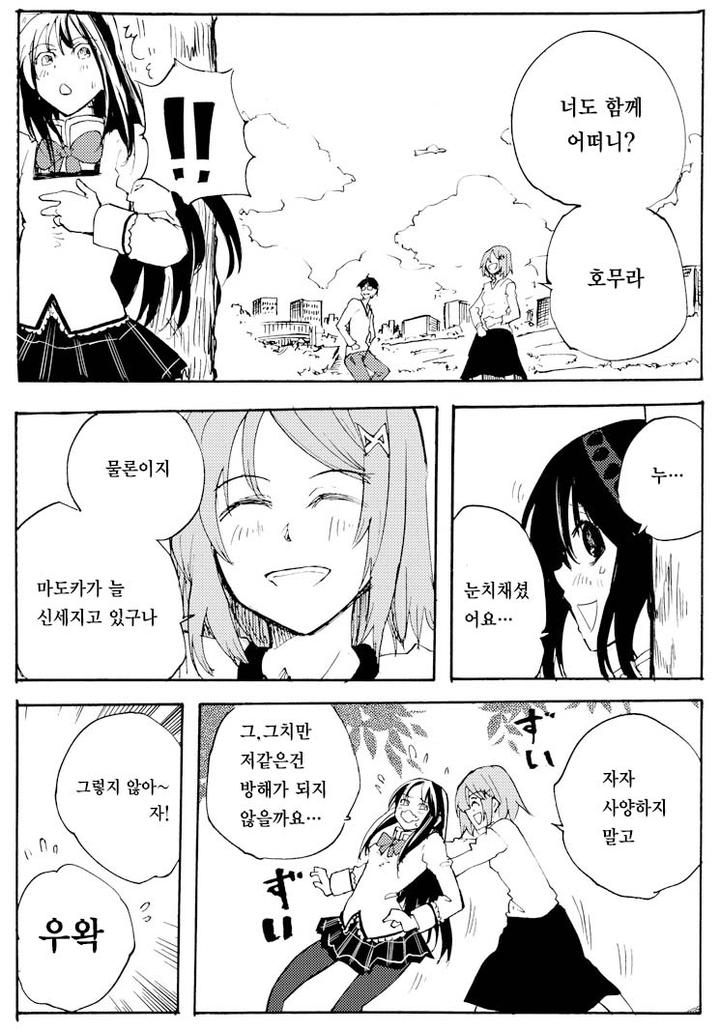 너도 함께
어떠니?
호무라
!!
누…
눈치채셨
어요…
물론이지
마도카가 늘
신세지고 있구나
자자
사양하지
말고
ずい
그,그치만
저같은건
방해가 되지
않을까요…
ずい
그렇지 않아~
자!
우왁